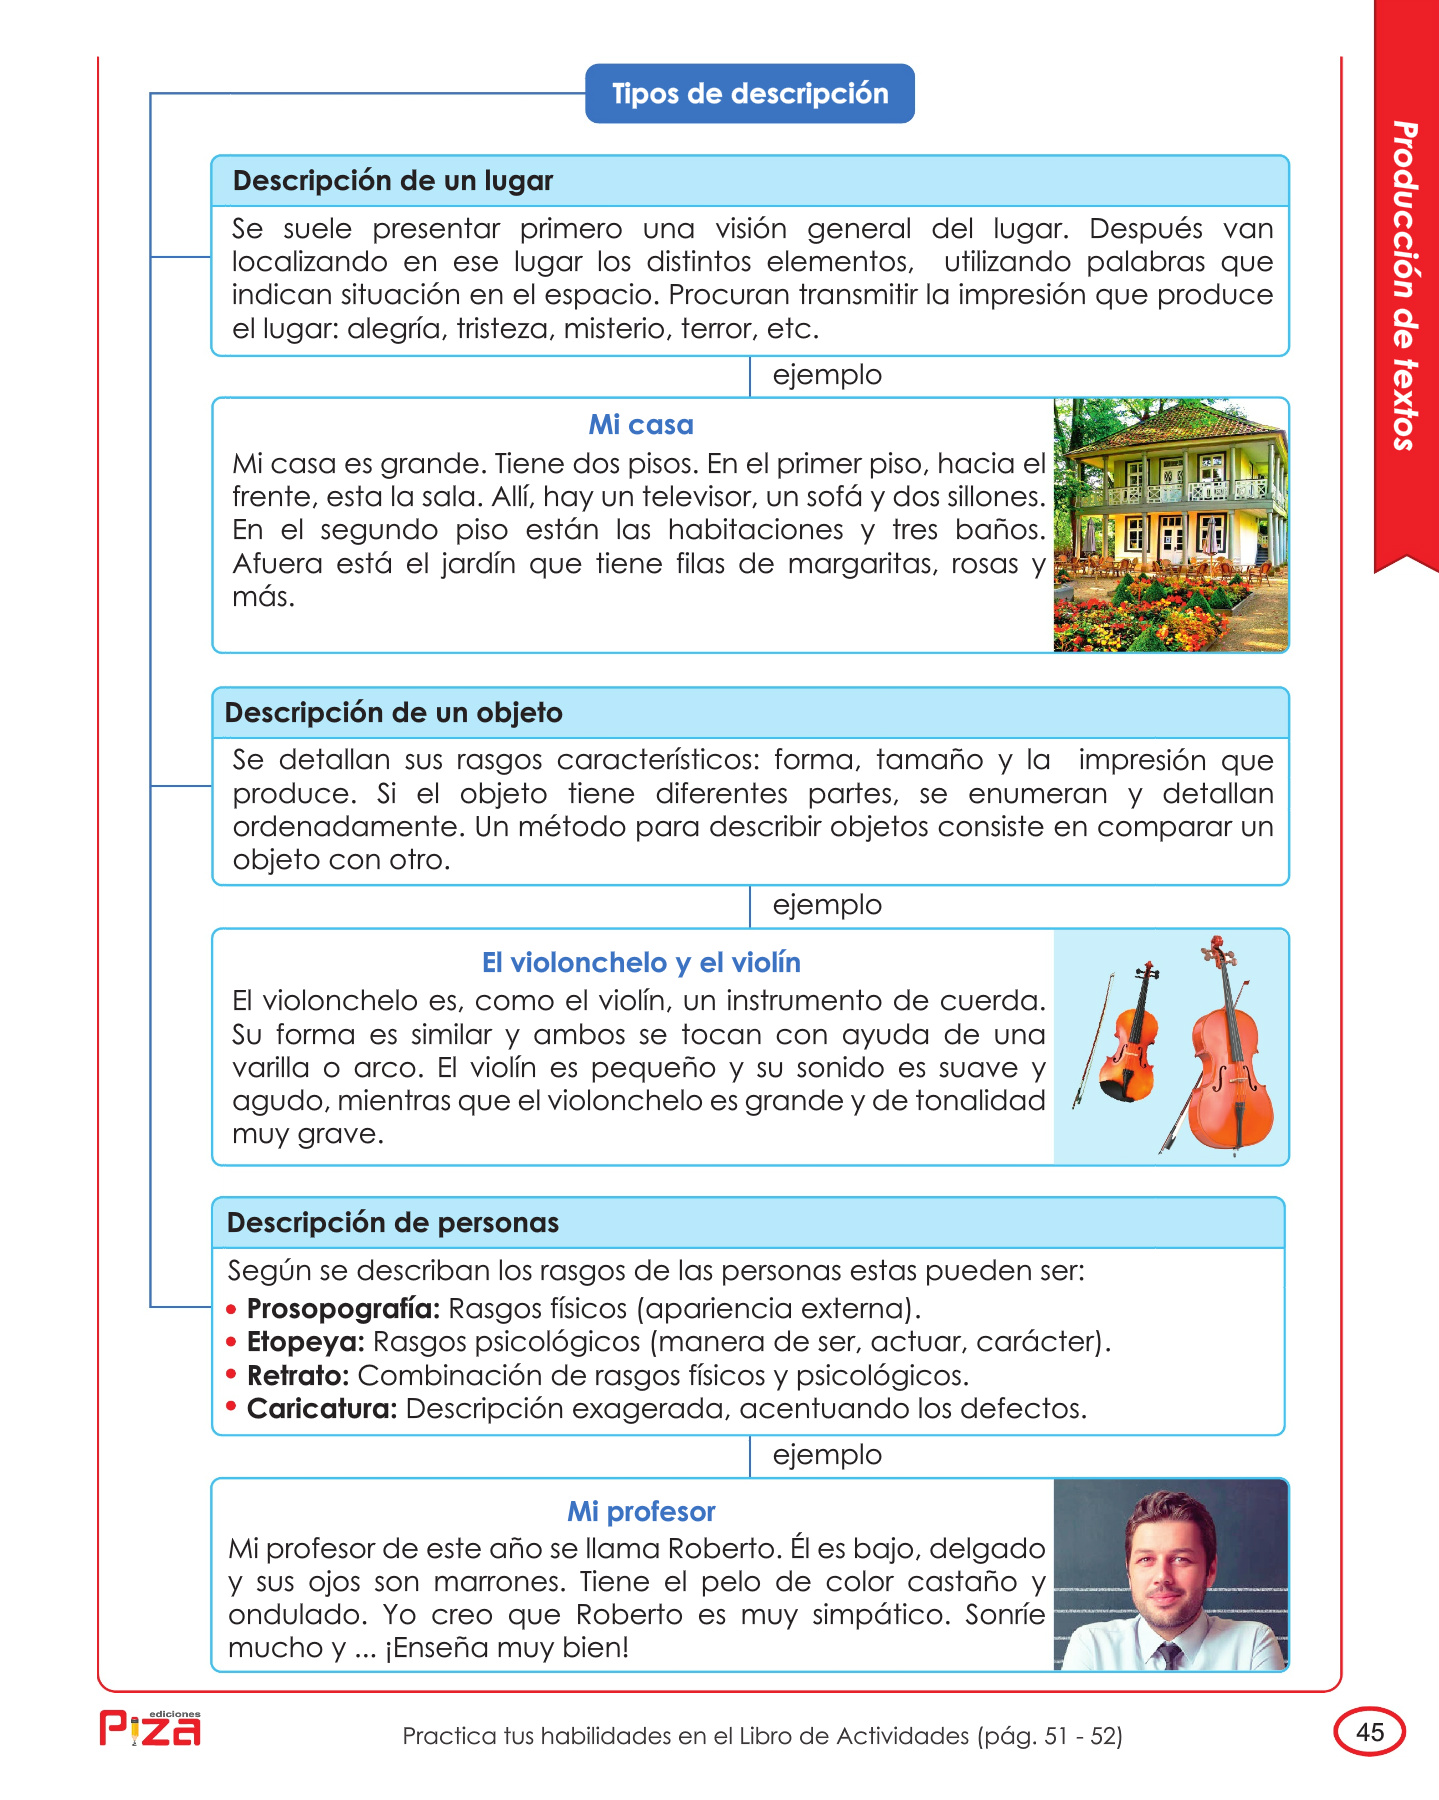 Tipos de descripción
Descripción de un lugar
Se suele presentar primero una visión general del lugar. Después van
localizando en ese lugar los distintos elementos, utilizando palabras que
indican situación en el espacio. Procuran transmitir la impresión que produce
el lugar: alegría, tristeza, misterio, terror, etc.
ejemplo
Mi casa
Mi casa es grande. Tiene dos pisos. En el primer piso, hacia el
frente, esta la sala. Allí, hay un televisor, un sofá y dos sillones.
En el segundo piso están las habitaciones y tres baños.
Afuera está el jardín que tiene filas de margaritas, rosas y
más.
Descripción de un objeto
Se detallan sus rasgos característicos: forma, tamaño y la impresión que
produce. Si el objeto tiene diferentes partes, se enumeran y detallan
ordenadamente. Un método para describir objetos consiste en comparar un
objeto con otro.
ejemplo
El violonchelo y el violín
El violonchelo es, como el violín, un instrumento de cuerda.
Su forma es similar y ambos se tocan con ayuda de una
varilla o arco. El violín es pequeño y su sonido es suave y
agudo, mientras que el violonchelo es grande y de tonalidad
muy grave.
Descripción de personas
Según se describan los rasgos de las personas estas pueden ser:
• Prosopografía: Rasgos físicos (apariencia externa).
• Etopeya: Rasgos psicológicos (manera de ser, actuar, carácter).
• Retrato: Combinación de rasgos físicos y psicológicos.
• Caricatura: Descripción exagerada, acentuando los defectos.
ejemplo
Mi profesor
Mi profesor de este año se llama Roberto. Él es bajo, delgado
y sus ojos son marrones. Tiene el pelo de color castaño y
ondulado. Yo creo que Roberto es muy simpático. Sonríe
mucho y ... ¡Enseña muy bien!
Producción de textos
ediciones
Piza
Practica tus habilidades en el Libro de Actividades (pág. 51 - 52)
45